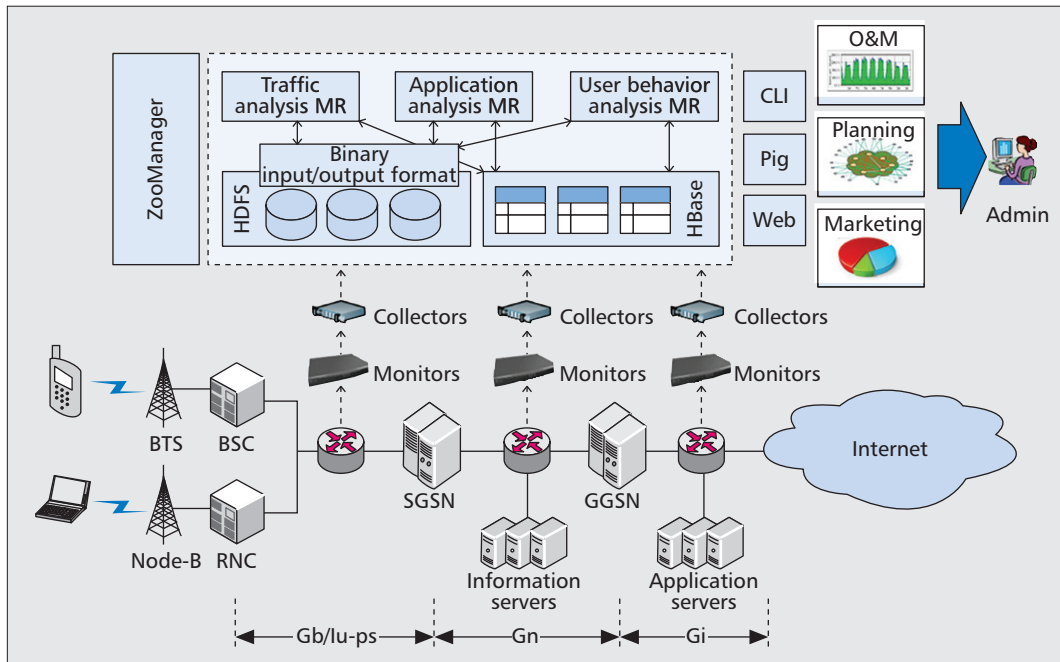 O&M
Traffic
analysis MR
Application
analysis MR
User behavior
analysis MR
CLI
ZooManager
Planning
Binary
input/output format
Pig
HDFS
HBase
Web
Admin
Marketing
Collectors
Collectors
Collectors
Monitors
Monitors
Monitors
BTS
BSC
Internet
SGSN
GGSN
Node-B
RNC
Information
servers
Application
servers
Gb/Iu-ps
Gn
Gi